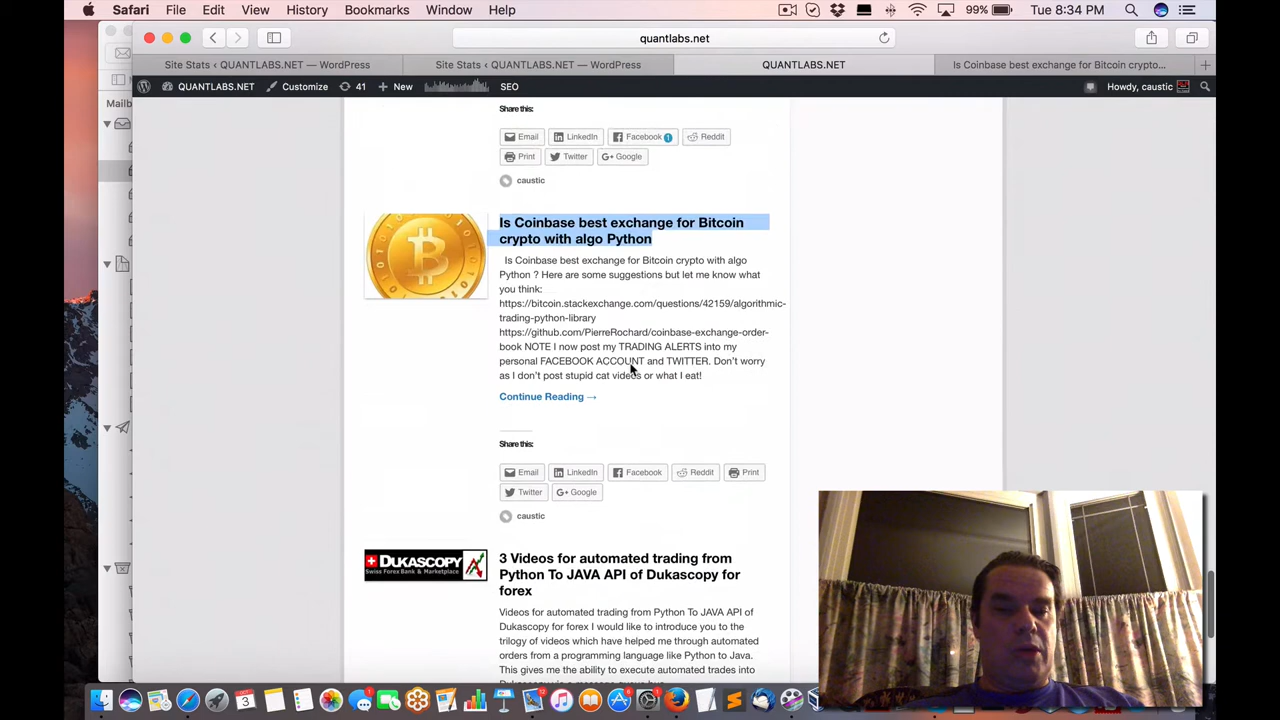 Safari File Edit View History Bookmarks Window Help 99% Tue 8:34 PM
quantlabs.net
Site Stats ‹ QUANTLABS.NET — WordPress Site Stats ‹ QUANTLABS.NET — WordPress QUANTLABS.NET Is Coinbase best exchange for Bitcoin crypto...
QUANTLABS.NET Customize 41 New SEO Howdy, caustic
Mailb
Share this:
Email LinkedIn Facebook 1 Reddit
Print Twitter Google
caustic
Is Coinbase best exchange for Bitcoin
crypto with algo Python
Is Coinbase best exchange for Bitcoin crypto with algo
Python ? Here are some suggestions but let me know what
you think:
https://bitcoin.stackexchange.com/questions/42159/algorithmic-
trading-python-library
https://github.com/PierreRochard/coinbase-exchange-order-
book NOTE I now post my TRADING ALERTS into my
personal FACEBOOK ACCOUNT and TWITTER. Don't worry
as I don't post stupid cat videos or what I eat!
Continue Reading →
Share this:
Email LinkedIn Facebook Reddit Print
Twitter Google
caustic
DUKASCOPY
Swiss Forex Bank & Marketplace
3 Videos for automated trading from
Python To JAVA API of Dukascopy for
forex
Videos for automated trading from Python To JAVA API of
Dukascopy for forex I would like to introduce you to the
trilogy of videos which have helped me through automated
orders from a programming language like Python to Java.
This gives me the ability to execute automated trades into